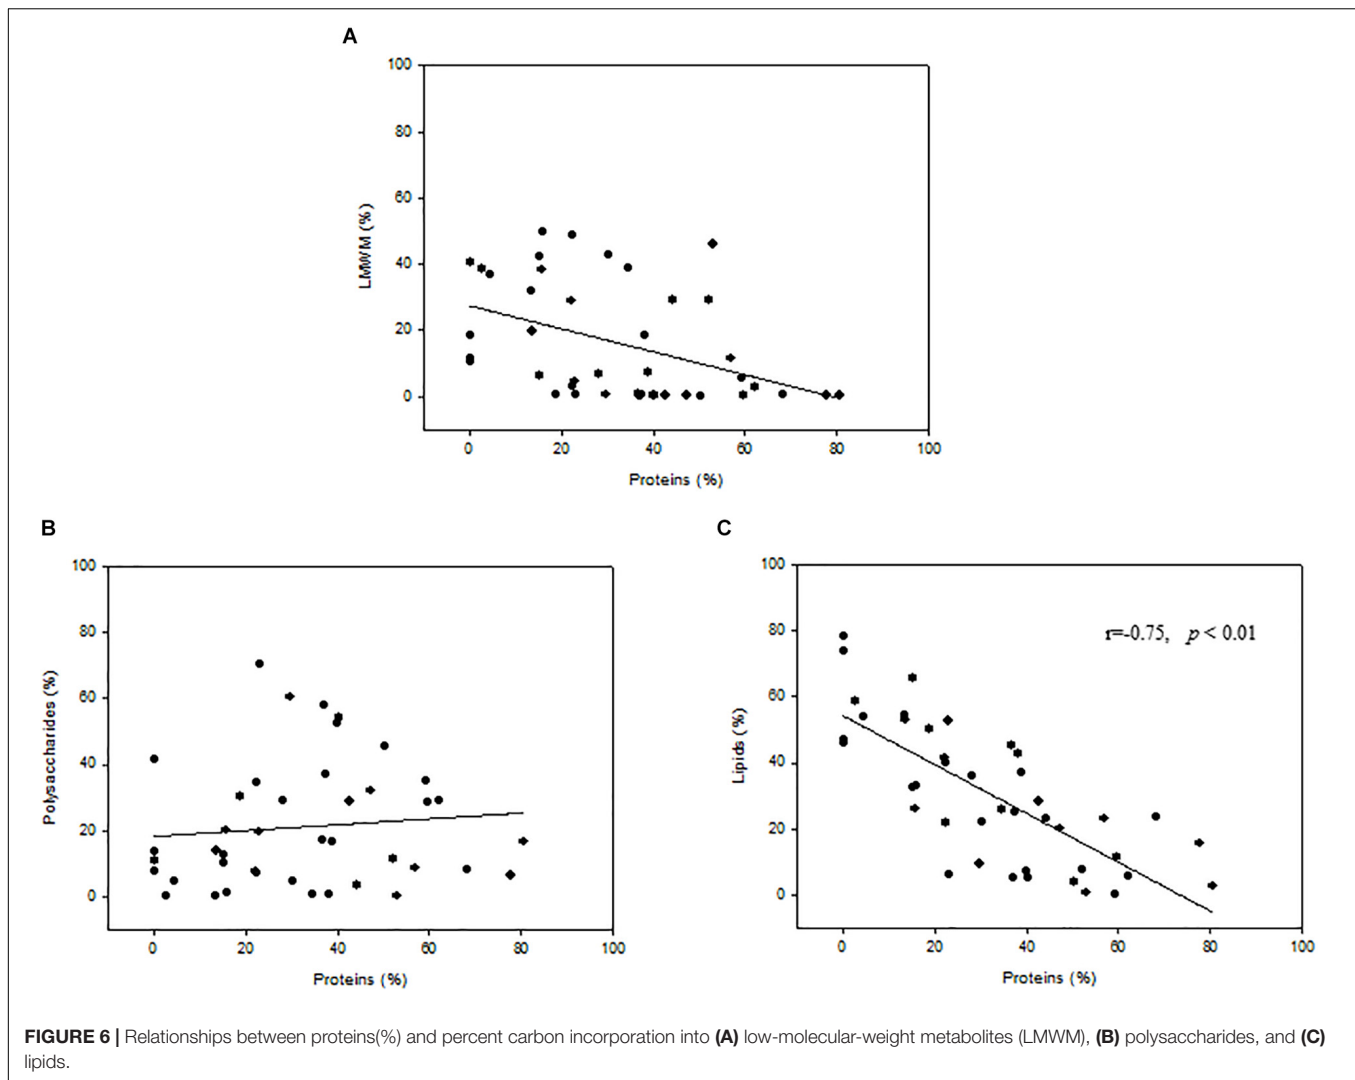 A
100
80
60
40
20
0
LMWM (%)
0 20 40 60 80 100
Proteins (%)
B
100
80
60
40
20
0
Polysaccharides (%)
0 20 40 60 80 100
Proteins (%)
C
100
80
60
40
20
0
Lipids (%)
r=-0.75, p < 0.01
0 20 40 60 80 100
Proteins (%)
FIGURE 6 | Relationships between proteins(%) and percent carbon incorporation into (A) low-molecular-weight metabolites (LMWM), (B) polysaccharides, and (C)
lipids.